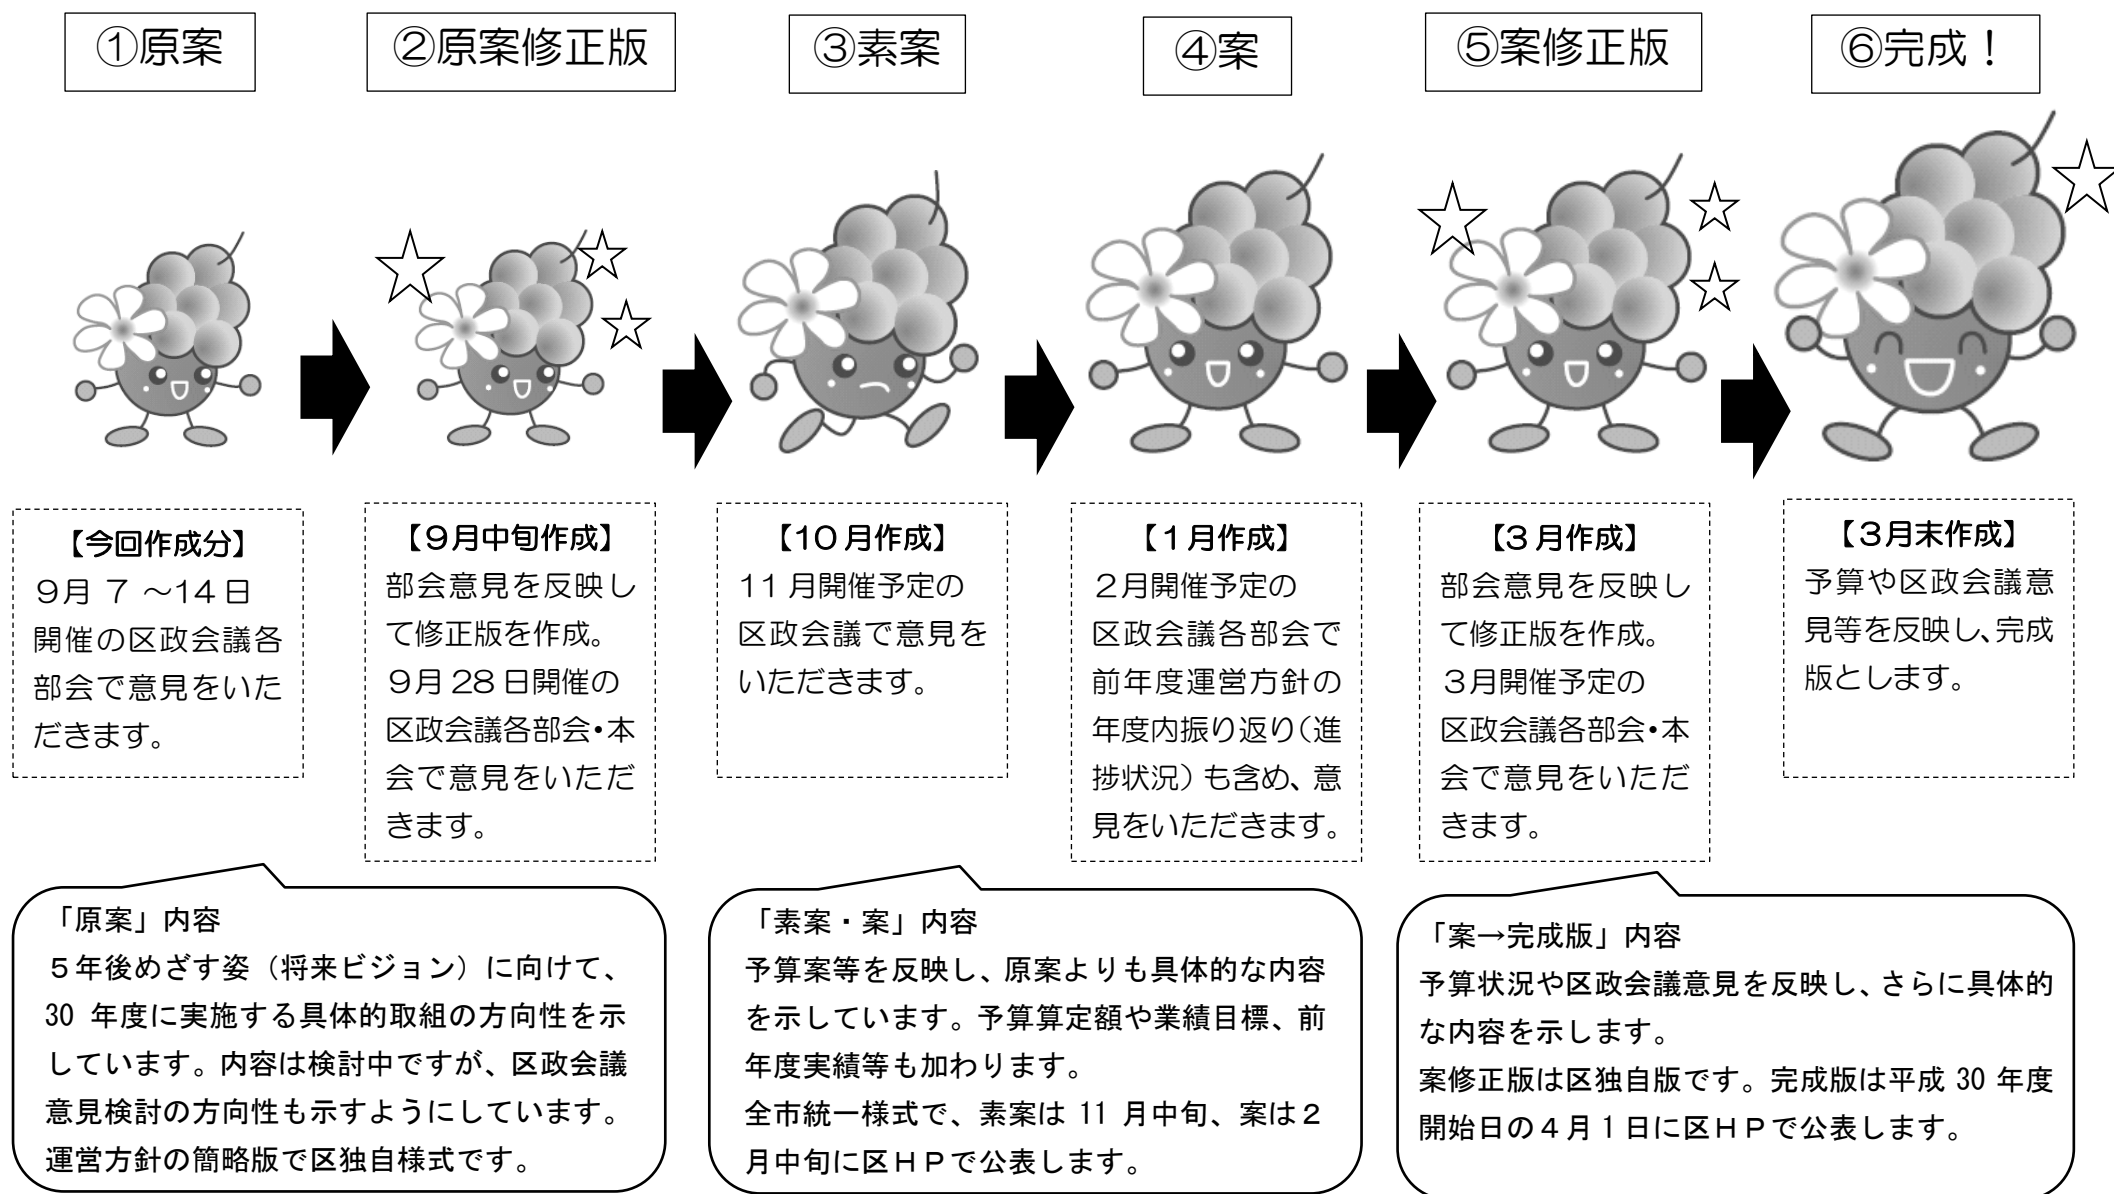 ①原案
②原案修正版
③素案
④案
⑤案修正版
⑥完成！
【今回作成分】
９月 ７ ～14 日
開催の区政会議各
部会で意見をいた
だきます。
【９月中旬作成】
部会意見を反映し
て修正版を作成。
９月 28 日開催の
区政会議各部会・本
会で意見をいただ
きます。
【10 月作成】
11 月開催予定の
区政会議で意見を
いただきます。
【１月作成】
２月開催予定の
区政会議各部会で
前年度運営方針の
年度内振り返り（進
捗状況）も含め、意
見をいただきます。
【３月作成】
部会意見を反映し
て修正版を作成。
３月開催予定の
区政会議各部会・本
会で意見をいただ
きます。
【３月末作成】
予算や区政会議意
見等を反映し、完成
版とします。
「原案」内容
５年後めざす姿（将来ビジョン）に向けて、
30 年度に実施する具体的取組の方向性を示
しています。内容は検討中ですが、区政会議
意見検討の方向性も示すようにしています。
運営方針の簡略版で区独自様式です。
「素案・案」内容
予算案等を反映し、原案よりも具体的な内容
を示しています。予算算定額や業績目標、前
年度実績等も加わります。
全市統一様式で、素案は 11 月中旬、案は２
月中旬に区ＨＰで公表します。
「案→完成版」内容
予算状況や区政会議意見を反映し、さらに具体的
な内容を示します。
案修正版は区独自版です。完成版は平成 30 年度
開始日の４月１日に区ＨＰで公表します。